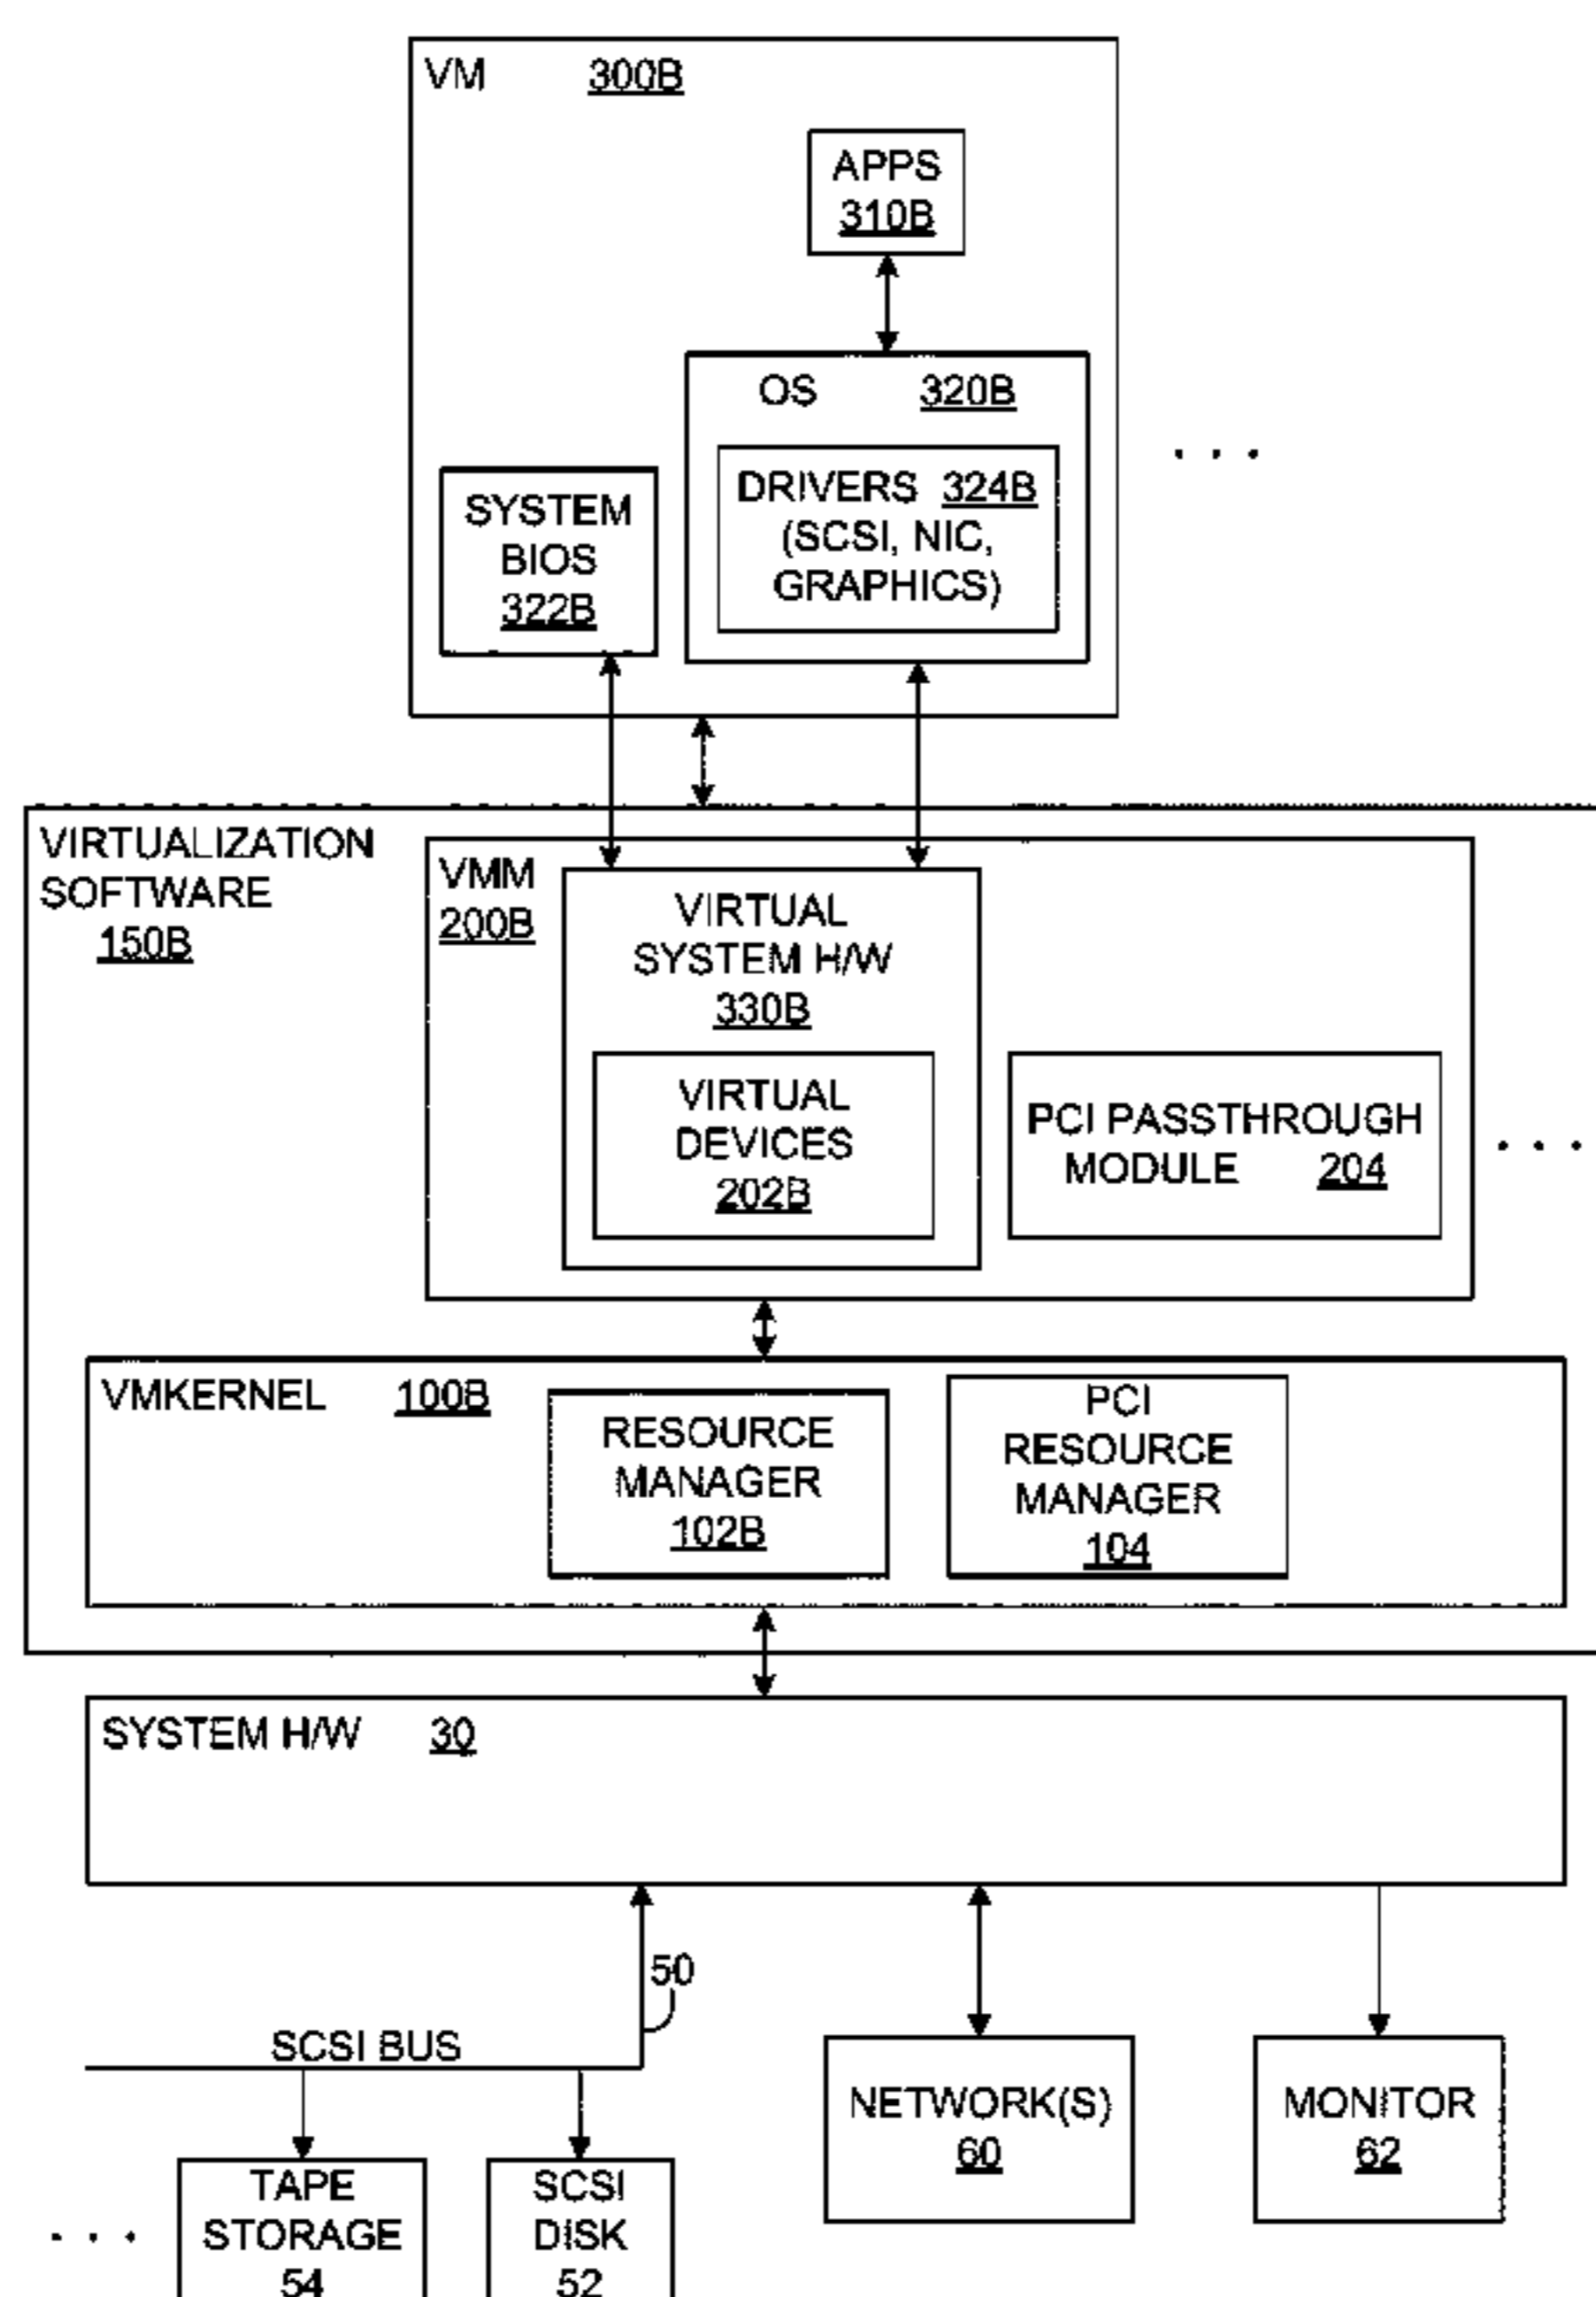 VM 300B
APPS
310B
OS 320B
DRIVERS 324B
(SCSI, NIC,
GRAPHICS)
SYSTEM
BIOS
322B
. . .
VIRTUALIZATION
SOFTWARE
150B
VMM
200B
VIRTUAL
SYSTEM H/W
330B
VIRTUAL
DEVICES
202B
PCI PASSTHROUGH
MODULE 204
. . .
VMKERNEL 100B
RESOURCE
MANAGER
102B
PCI
RESOURCE
MANAGER
104
SYSTEM H/W 30
50
SCSI BUS
NETWORK(S)
60
MONITOR
62
. . .
TAPE
STORAGE
54
SCSI
DISK
52